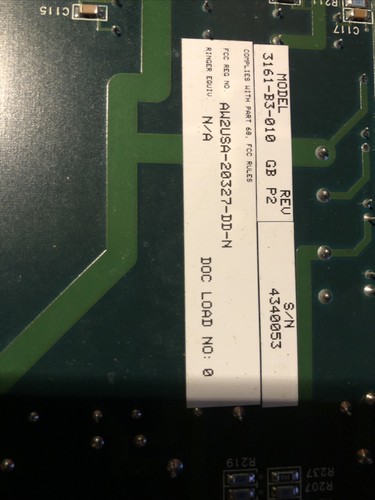 C115
R21
C117
MODEL REV
3161-B3-010 GB P2
S/N
4340053
COMPLIES WITH PART 68, FCC RULES
FCC REG NO AW2USA-20327-DD-N
RINGER EQUIV N/A DOC LOAD NO: 0
R219
R237
R207